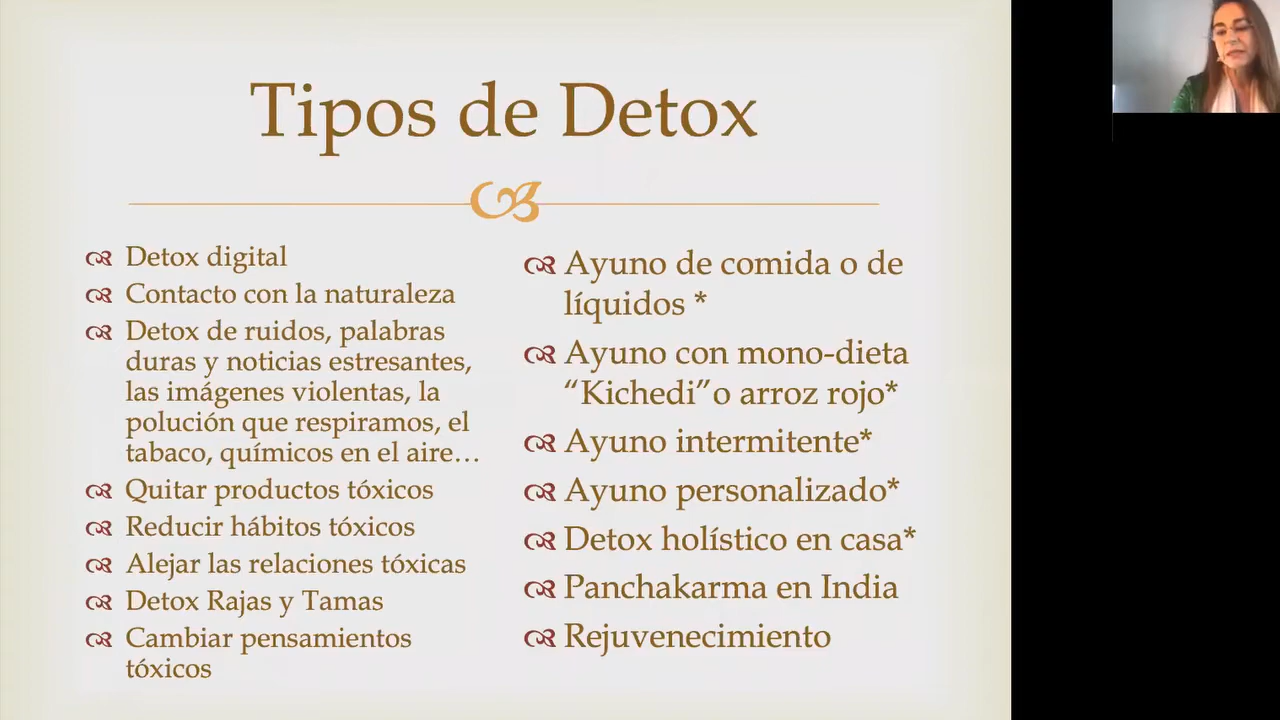 Tipos de Detox
Detox digital
Contacto con la naturaleza
Detox de ruidos, palabras
duras y noticias estresantes,
las imágenes violentas, la
polución que respiramos, el
tabaco, químicos en el aire…
Quitar productos tóxicos
Reducir hábitos tóxicos
Alejar las relaciones tóxicas
Detox Rajas y Tamas
Cambiar pensamientos
tóxicos
Ayuno de comida o de
líquidos *
Ayuno con mono-dieta
“Kichedi”o arroz rojo*
Ayuno intermitente*
Ayuno personalizado*
Detox holístico en casa*
Panchakarma en India
Rejuvenecimiento